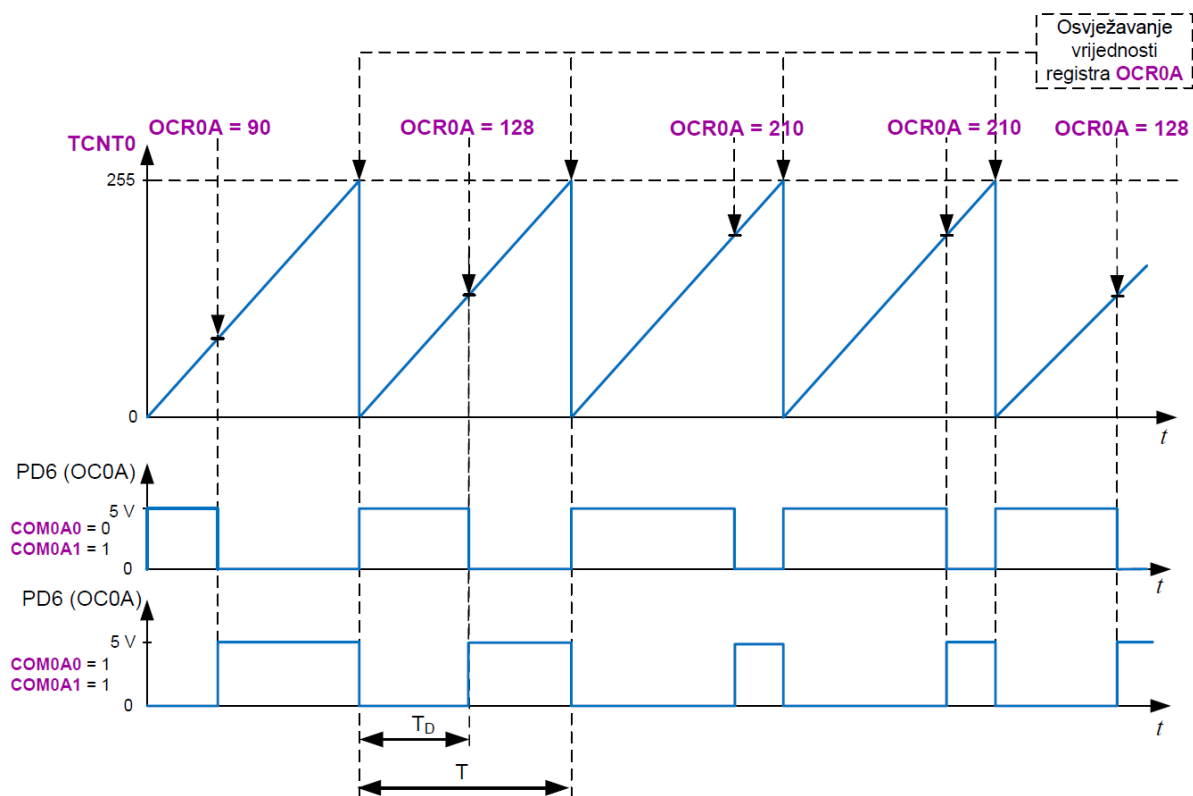 Osvježavanje
vrijednosti
registra OCR0A
OCR0A = 90
OCR0A = 128
OCR0A = 210
OCR0A = 210
OCR0A = 128
TCNT0
255
0
t
PD6 (OC0A)
5 V
COM0A0 = 0
COM0A1 = 1
0
t
PD6 (OC0A)
5 V
COM0A0 = 1
COM0A1 = 1
0
t
TD
T